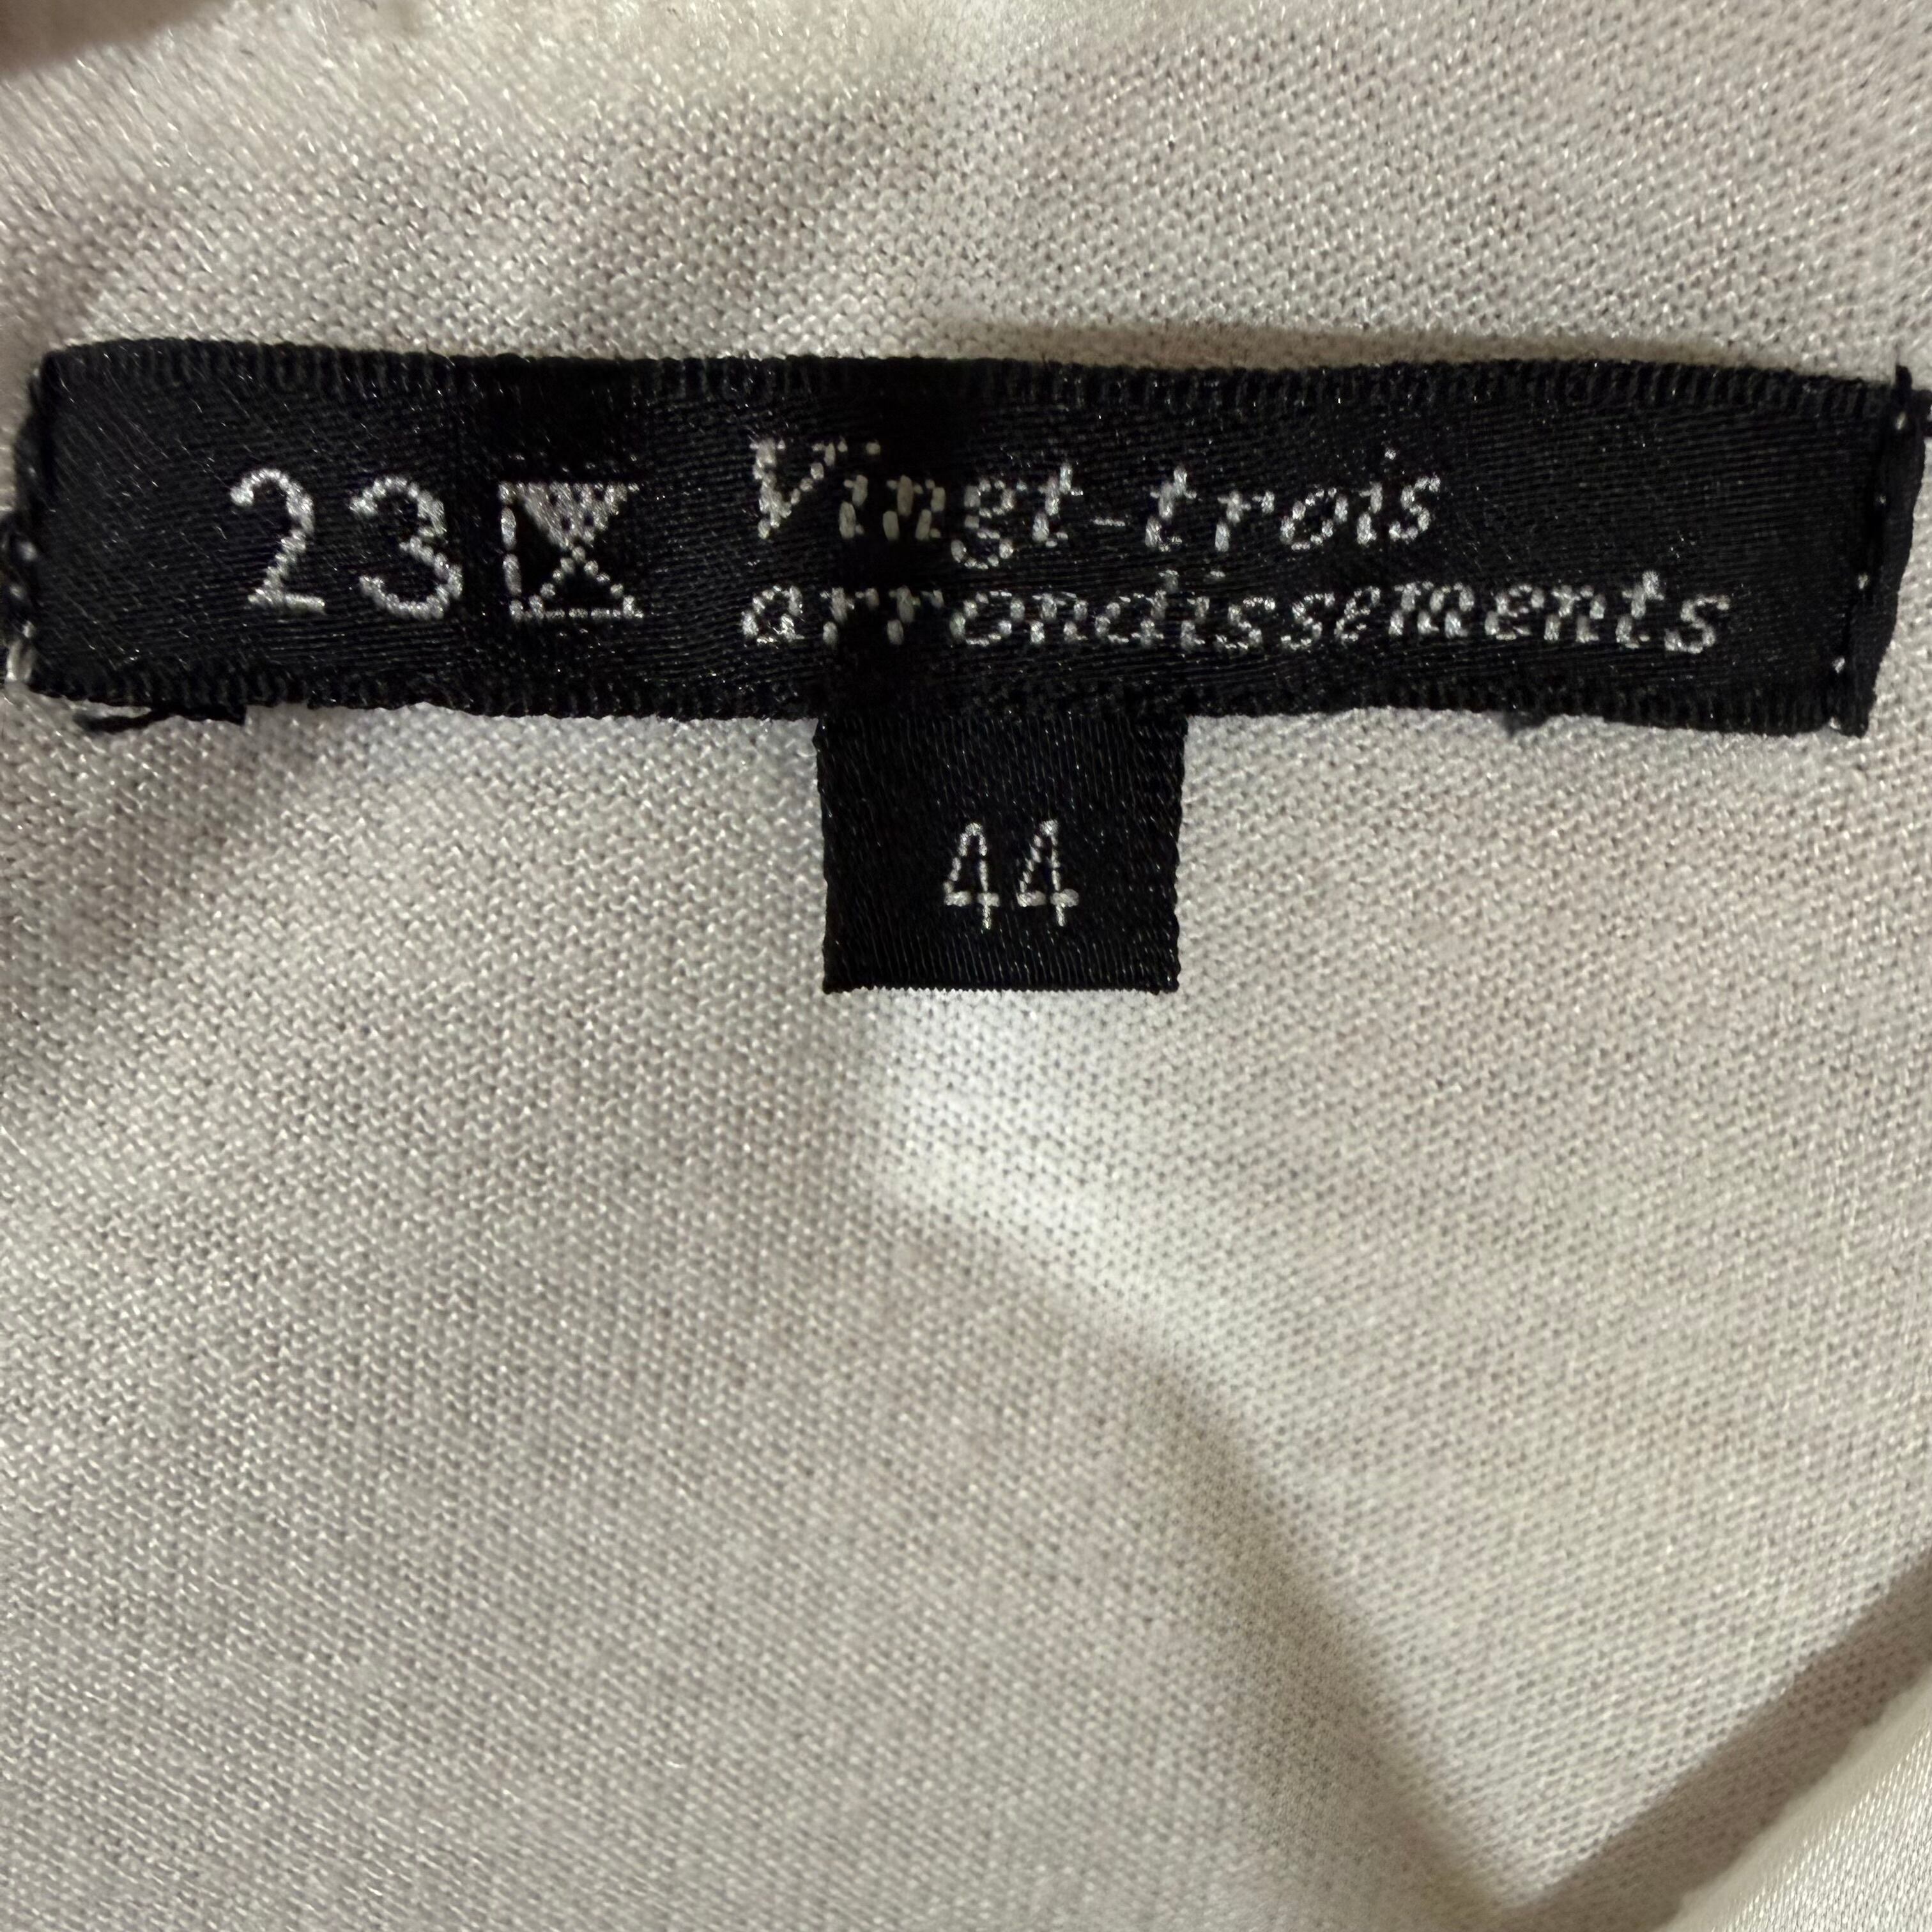 23 Vingt-trois
arrondissements
44